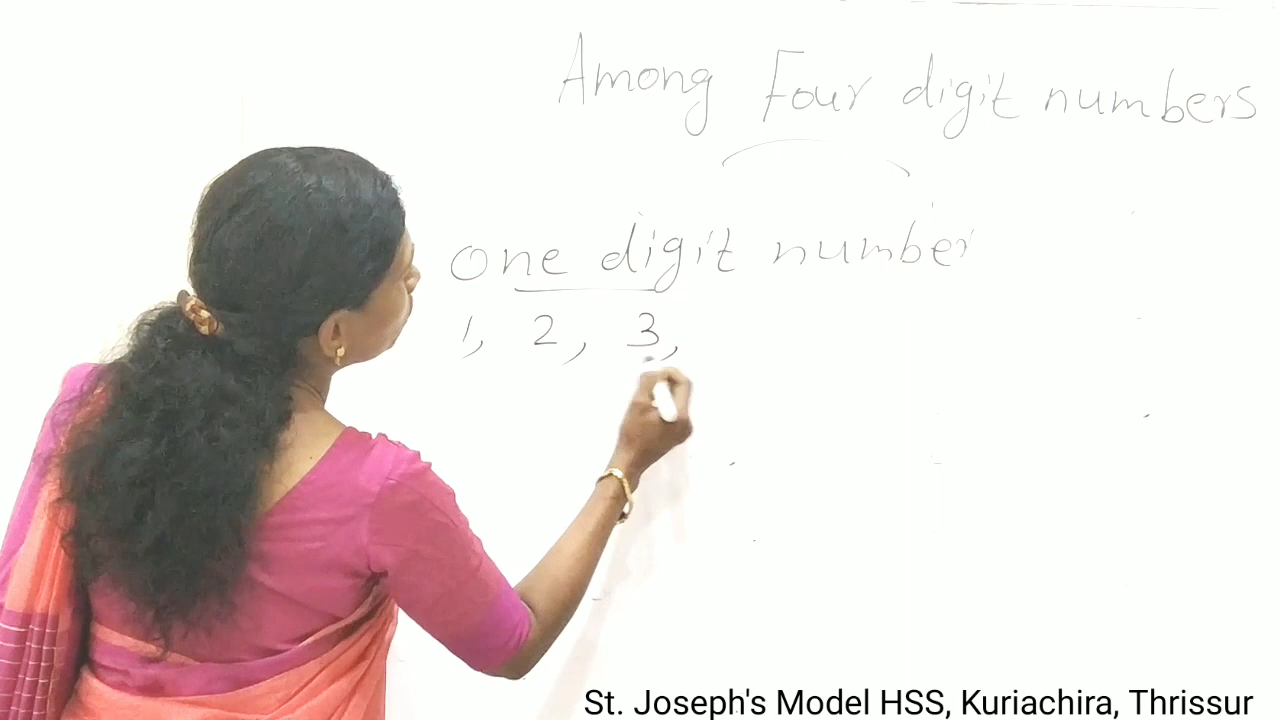 Among Four digit numbers
one digit number
1, 2, 3,
St. Joseph's Model HSS, Kuriachira, Thrissur